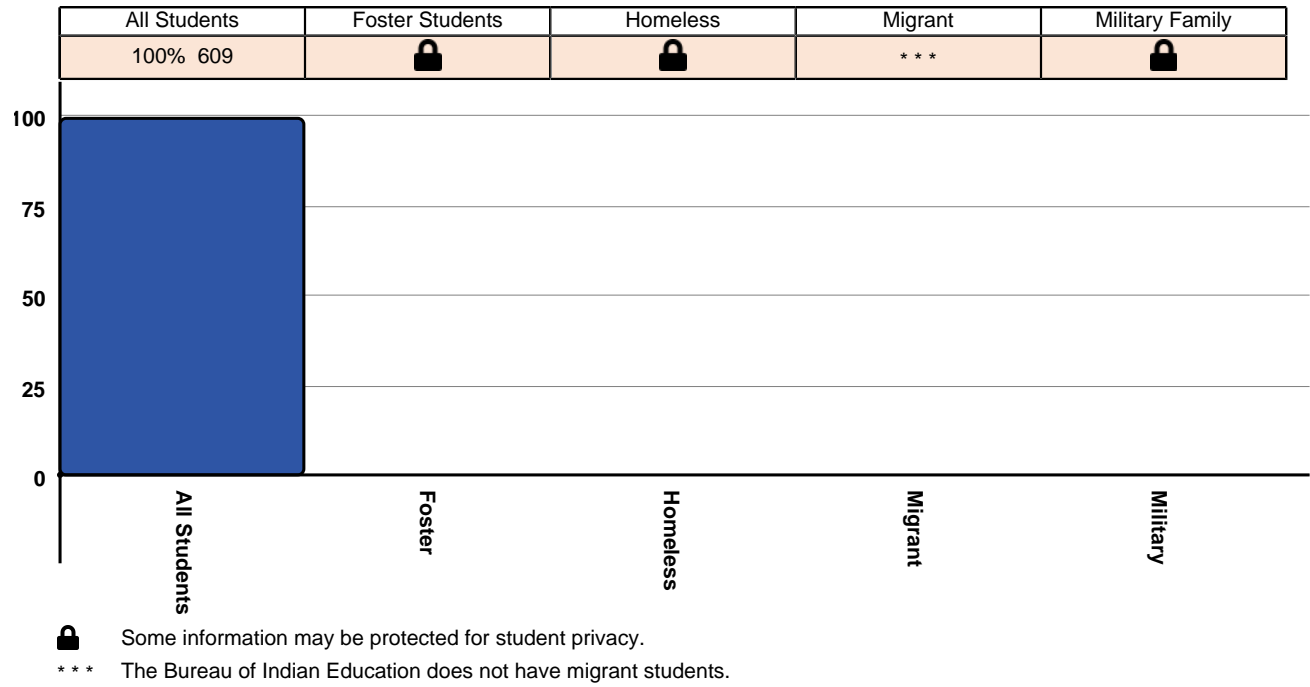 All Students Foster Students Homeless Migrant Military Family
100% 609 * * *
100
75
50
25
0
All Students
Foster
Homeless
Migrant
Military
Some information may be protected for student privacy.
* * * The Bureau of Indian Education does not have migrant students.